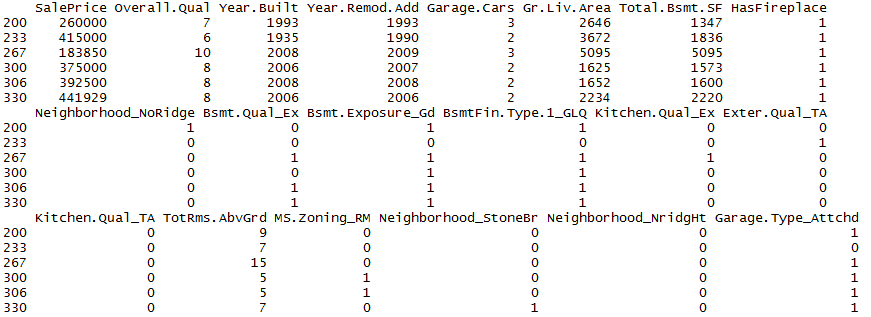 SalePrice Overall.Qual Year.Built Year.Remod.Add Garage.Cars Gr.Liv.Area Total.Bsmt.SF HasFireplace
200 260000 7 1993 1993 3 2646 1347 1
233 415000 6 1935 1990 2 3672 1836 1
267 183850 10 2008 2009 3 5095 5095 1
300 375000 8 2006 2007 2 1625 1573 1
306 392500 8 2008 2008 2 1652 1600 1
330 441929 8 2006 2006 2 2234 2220 1
Neighborhood_NoRidge Bsmt.Qual_Ex Bsmt.Exposure_Gd BsmtFin.Type.1_GLQ Kitchen.Qual_Ex Exter.Qual_TA
200 1 0 1 1 0 0
233 0 0 0 0 0 1
267 0 1 1 1 1 0
300 0 0 0 1 0 0
306 0 1 1 1 0 0
330 0 1 1 1 0 0
Kitchen.Qual_TA TotRms.AbvGrd MS.Zoning_RM Neighborhood_StoneBr Neighborhood_NridgHt Garage.Type_Attchd
200 0 9 0 0 0 1
233 0 7 0 0 0 0
267 0 15 0 0 0 1
300 0 5 1 0 0 1
306 0 5 1 0 0 1
330 0 7 0 1 0 1